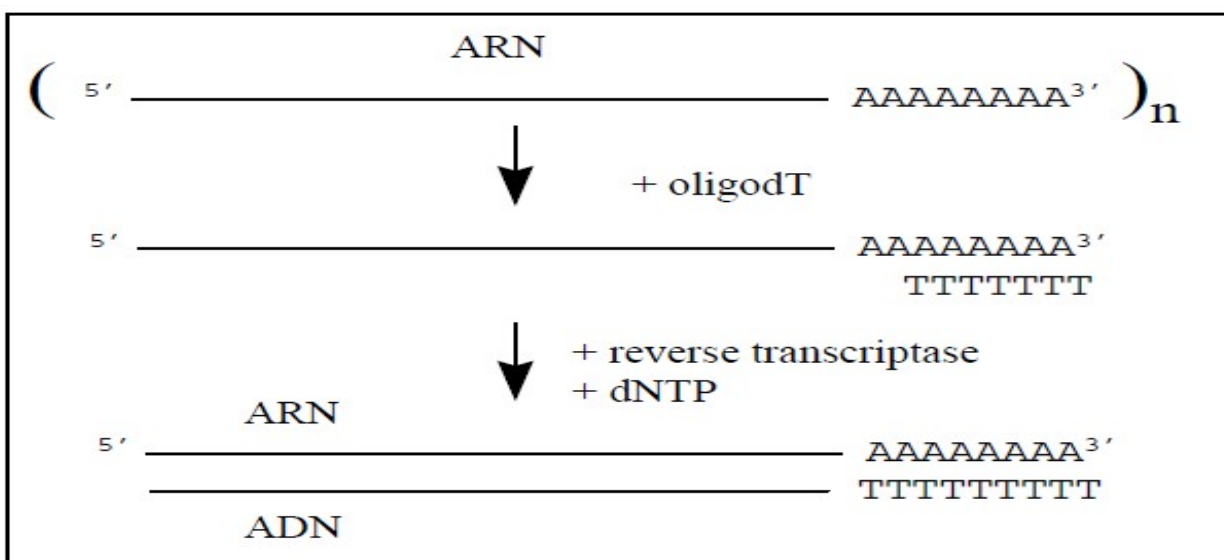 ARN
( 5′ AAAAAAAA3′ )n
+ oligodT
5′ AAAAAAAA3′
TTTTTTT
+ reverse transcriptase
+ dNTP
ARN
5′ AAAAAAAA3′
TTTTTTTTT
ADN